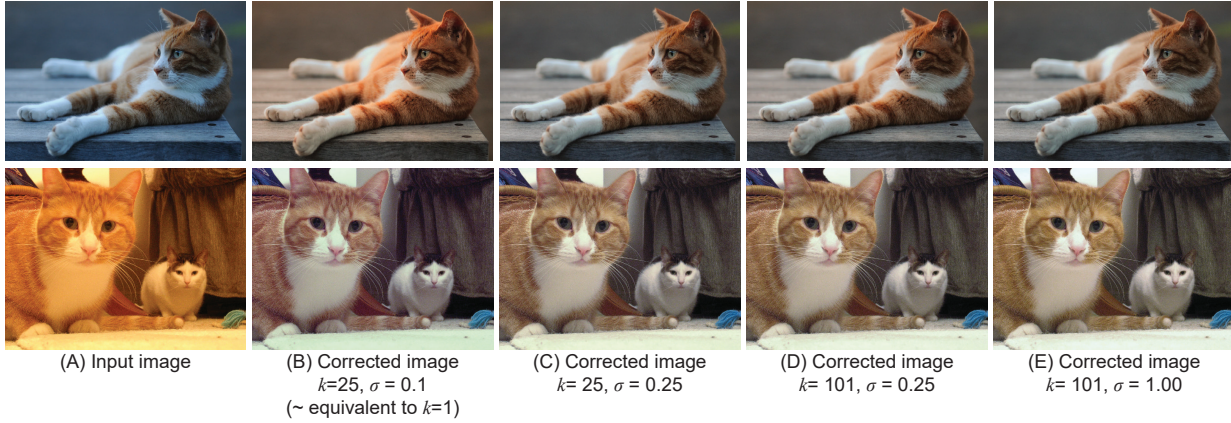 (A) Input image
(B) Corrected image
k=25, σ = 0.1
(~ equivalent to k=1)
(C) Corrected image
k= 25, σ = 0.25
(D) Corrected image
k= 101, σ = 0.25
(E) Corrected image
k= 101, σ = 1.00